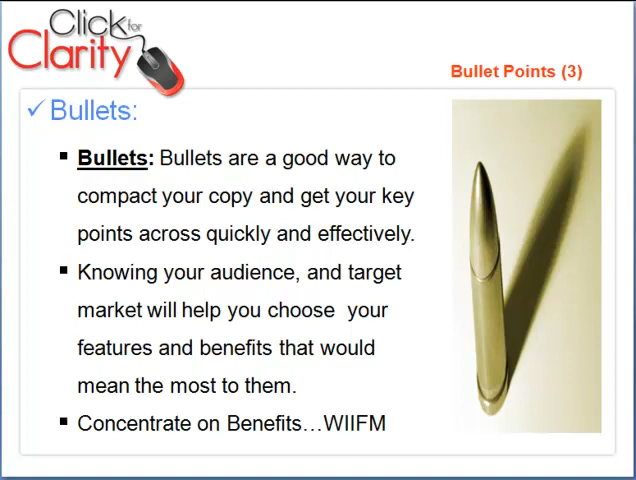 Click for
Clarity
Bullet Points (3)
Bullets:
Bullets: Bullets are a good way to
compact your copy and get your key
points across quickly and effectively.
Knowing your audience, and target
market will help you choose  your
features and benefits that would
mean the most to them.
Concentrate on Benefits…WIIFM